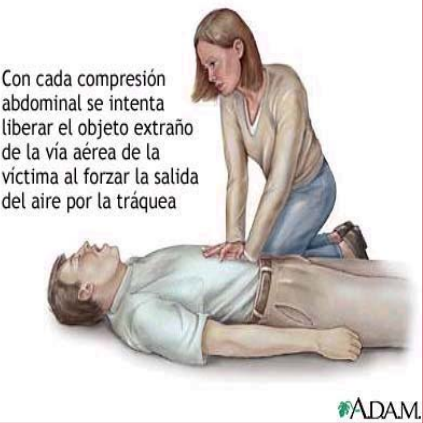 Con cada compresión
abdominal se intenta
liberar el objeto extraño
de la vía aérea de la
víctima al forzar la salida
del aire por la tráquea
A.D.A.M.